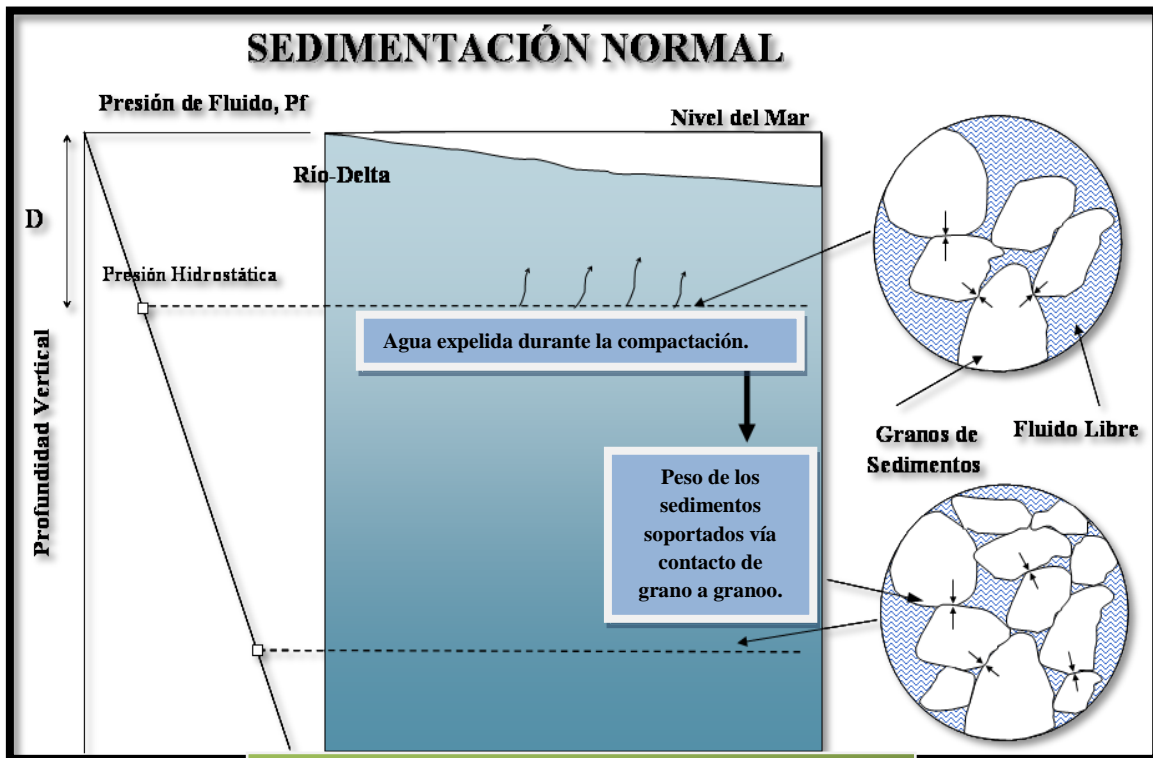 SEDIMENTACIÓN NORMAL
Presión de Fluido, Pf
Nivel del Mar
Río-Delta
D
Presión Hidrostática
Profundidad Vertical
Agua expelida durante la compactación.
Peso de los
sedimentos
soportados vía
contacto de
grano a granoo.
Granos de
Sedimentos
Fluido Libre